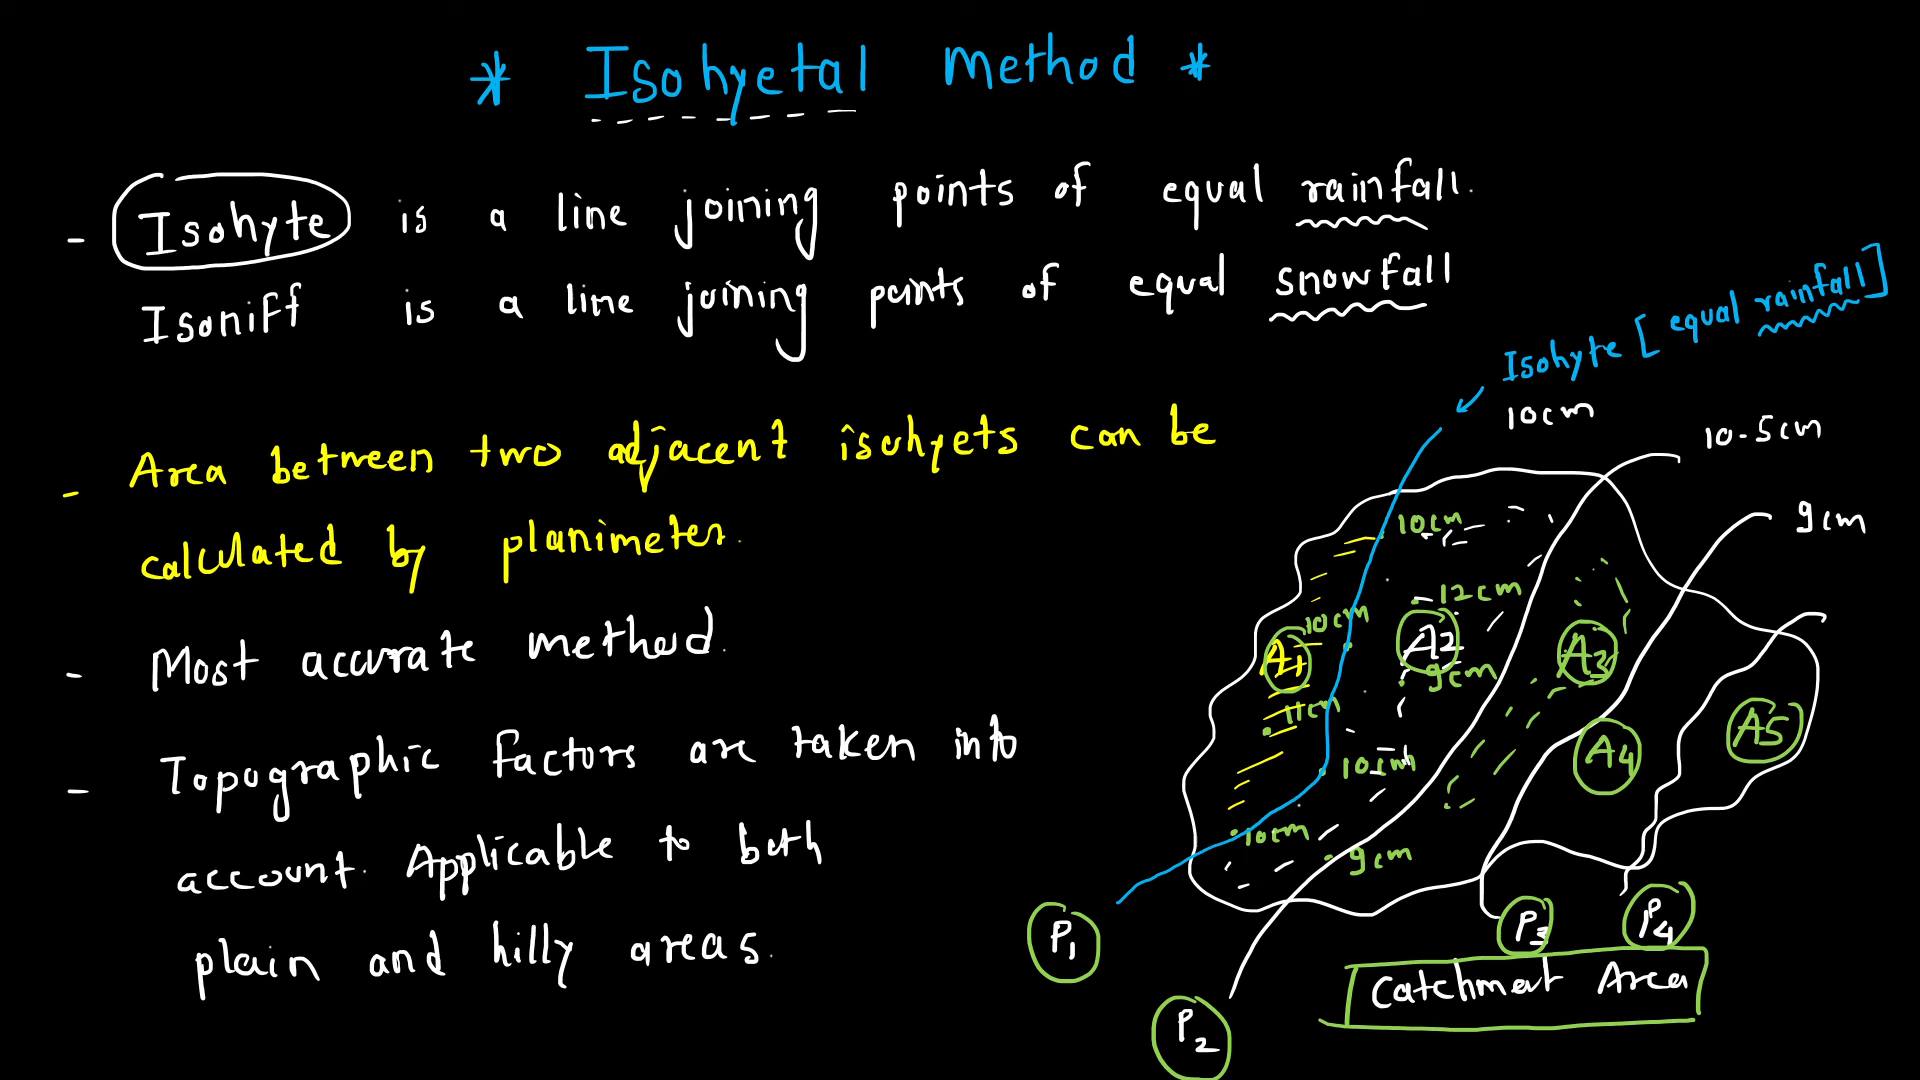 * Isohyetal Method *
- Isohyte is a line joining points of equal rainfall.
Isoniff is a line joining points of equal snowfall
- Area between two adjacent isohyets can be
calculated by planimeter.
- Most accurate method.
- Topographic factors are taken into
account. Applicable to both
plain and hilly areas.
Isohyte [equal rainfall]
10cm
10.5cm
9cm
10cm
12cm
10cm
A1
A2
A3
9cm
11cm
A4
A5
10cm
10cm
9cm
P1
P2
P3
P4
Catchment Area